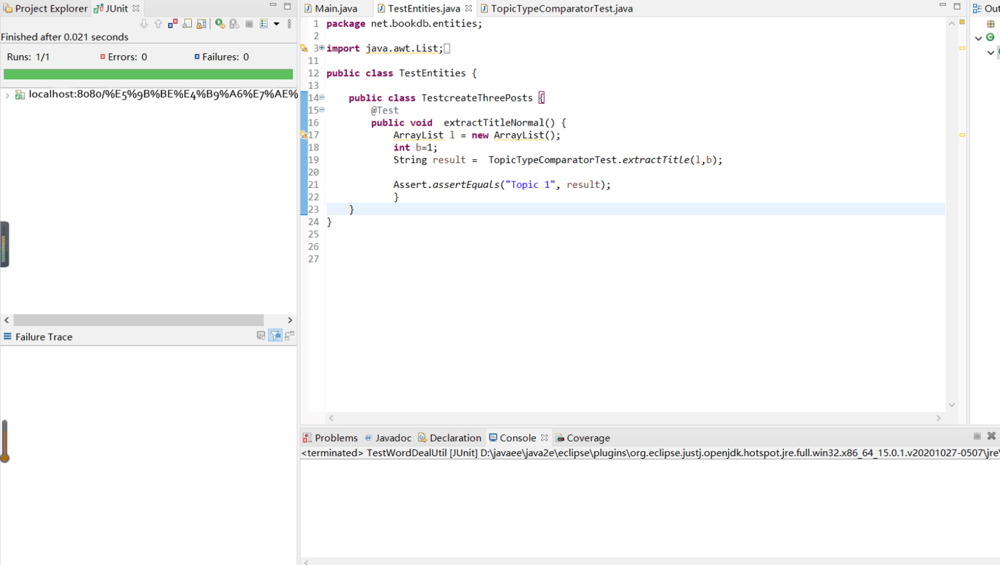 Project Explorer JUnit
Finished after 0.021 seconds
Runs: 1/1 Errors: 0 Failures: 0
localhost:8080/%E5%9B%BE%E4%B9%A6%E7%AE%
Failure Trace
Main.java TestEntities.java TopicTypeComparatorTest.java
1 package net.bookdb.entities;
2
3 import java.awt.List;
11
12 public class TestEntities {
13
14 public class TestcreateThreePosts {
15 @Test
16 public void extractTitleNormal() {
17 ArrayList l = new ArrayList();
18 int b=1;
19 String result = TopicTypeComparatorTest.extractTitle(l,b);
20
21 Assert.assertEquals("Topic 1", result);
22 }
23 }
24 }
25
26
27
Problems @ Javadoc Declaration Console Coverage
<terminated> TestWordDealUtil [JUnit] D:\javaee\java2e\eclipse\plugins\org.eclipse.justj.openjdk.hotspot.jre.full.win32.x86_64_15.0.1.v20201027-0507\jre\
Out